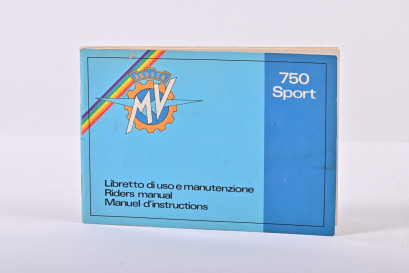 MV
750
Sport
Libretto di uso e manutenzione
Riders manual
Manuel d'instructions